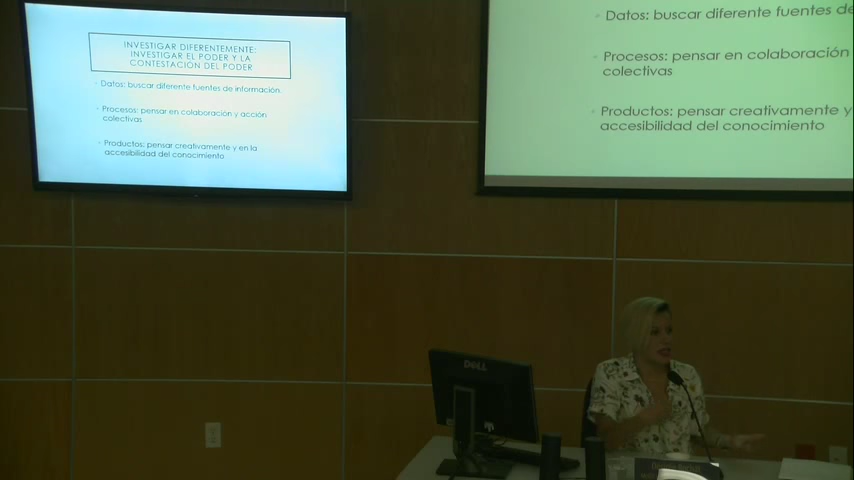 INVESTIGAR DIFERENTEMENTE:
INVESTIGAR EL PODER Y LA
CONTESTACIÓN DEL PODER
Datos: buscar diferente fuentes de información.
Procesos: pensar en colaboración y acción
colectivas
Productos: pensar creativamente y en la
accesibilidad del conocimiento
Datos: buscar diferente fuentes de
Procesos: pensar en colaboración
colectivas
Productos: pensar creativamente y
accesibilidad del conocimiento
DELL